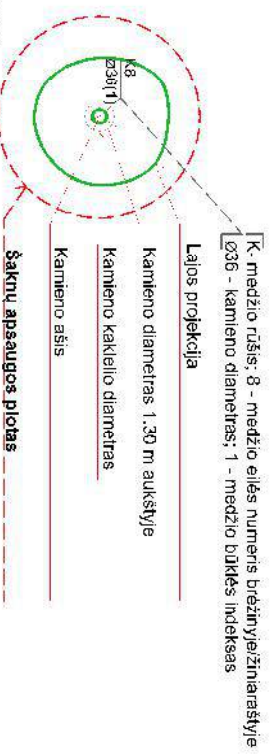 K- medžio rūšis; 8 - medžio eilės numeris brėžinyje/žiniaraštyje
ø36 - kamieno diametras; 1 - medžio būklės indeksas
K8
ø36(1)
Lajos projekcija
Kamieno diametras 1.30 m aukštyje
Kamieno kaklelio diametras
Kamieno ašis
Šaknų apsaugos plotas